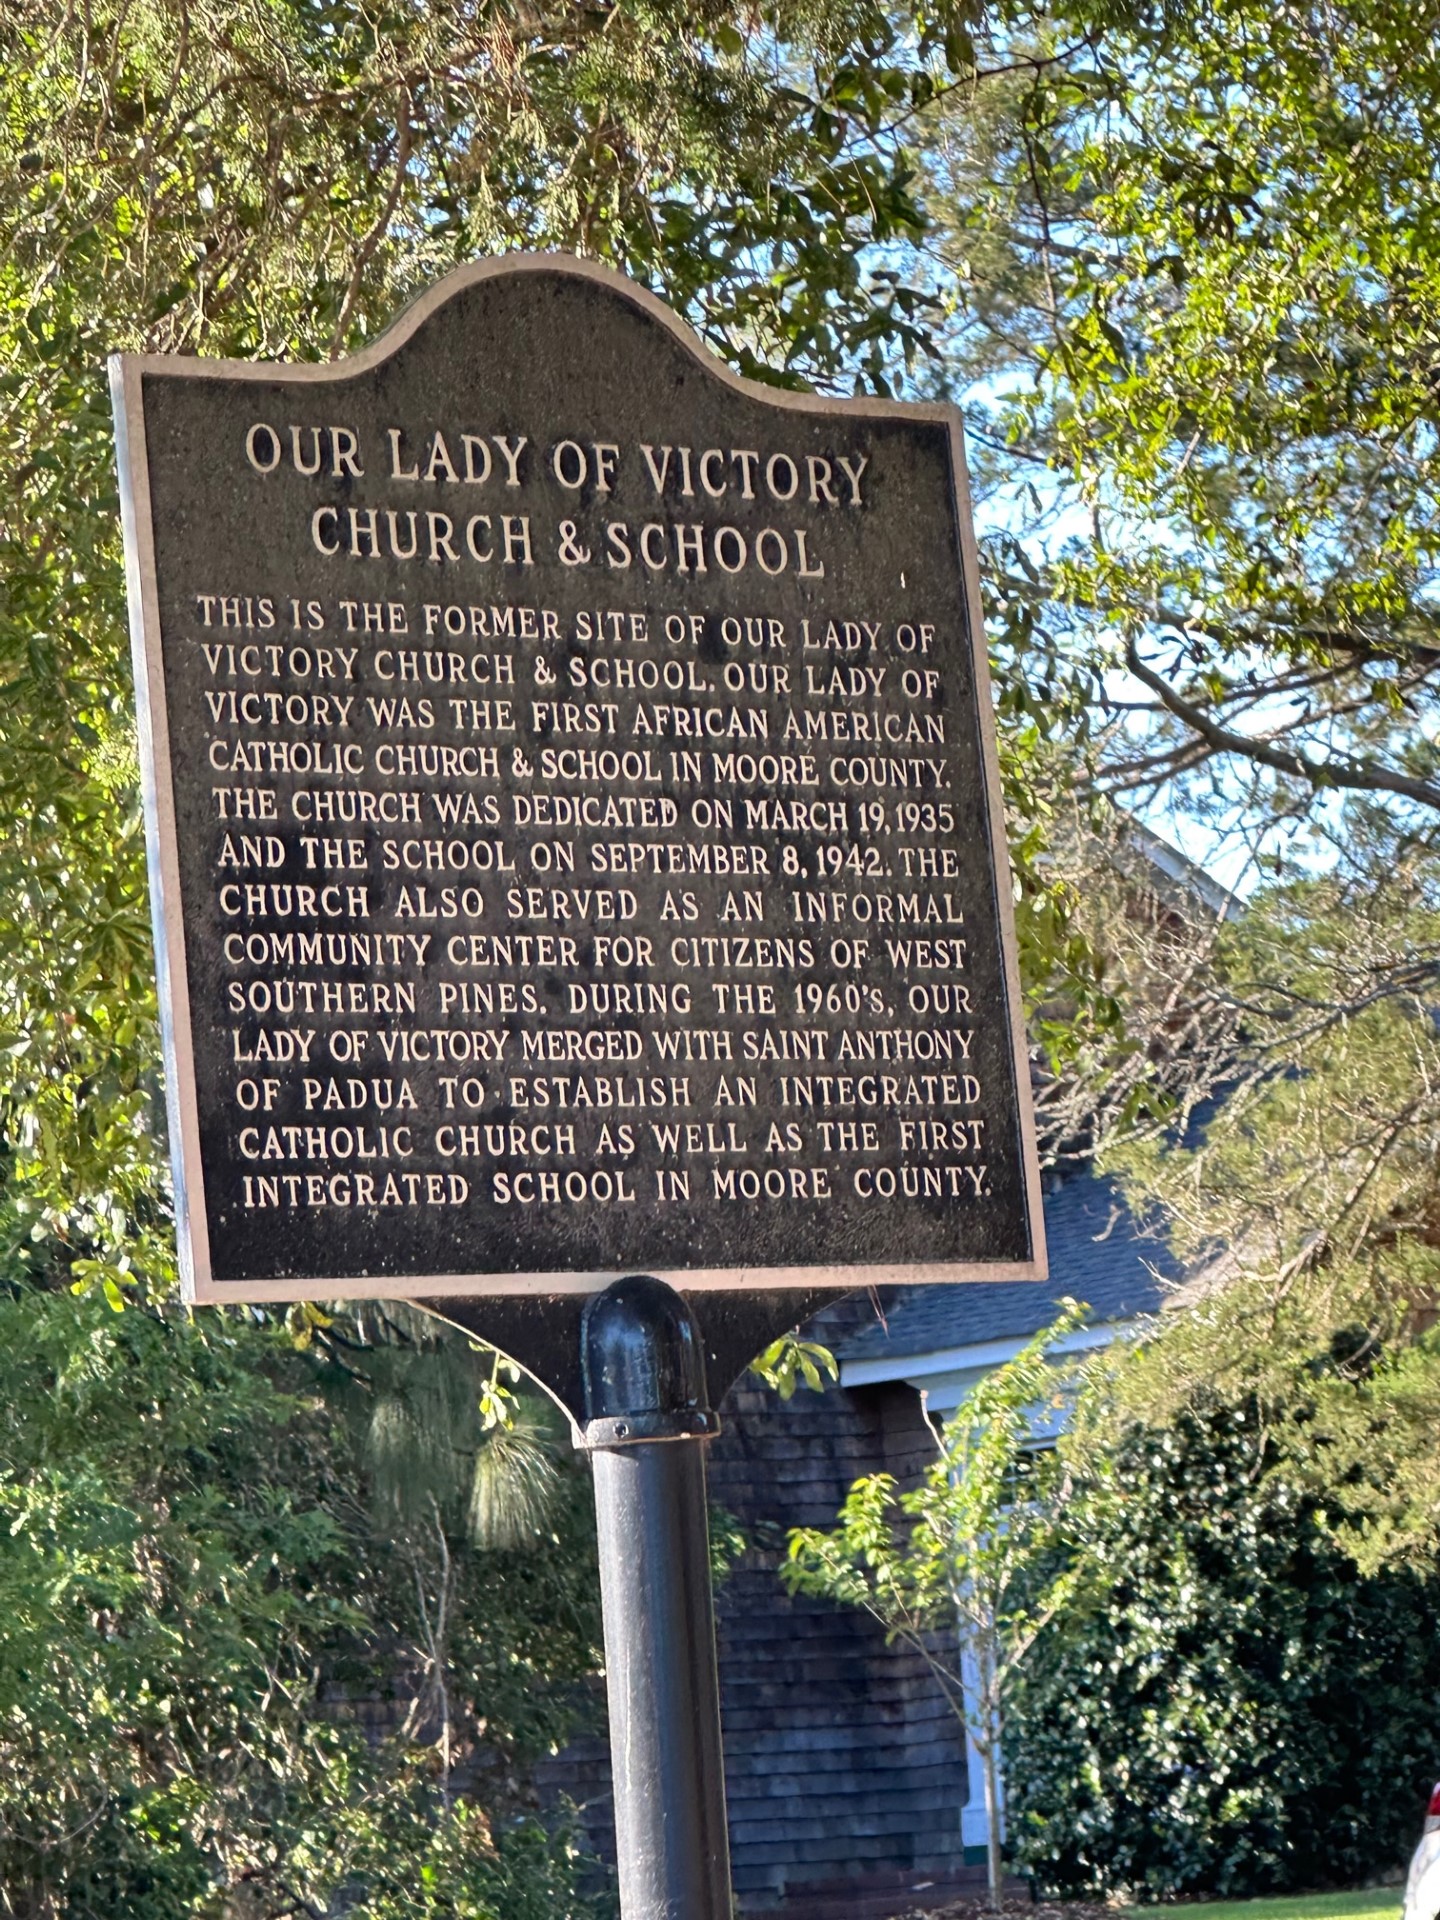 OUR LADY OF VICTORY
CHURCH & SCHOOL
THIS IS THE FORMER SITE OF OUR LADY OF
VICTORY CHURCH & SCHOOL. OUR LADY OF
VICTORY WAS THE FIRST AFRICAN AMERICAN
CATHOLIC CHURCH & SCHOOL IN MOORE COUNTY.
THE CHURCH WAS DEDICATED ON MARCH 19, 1935
AND THE SCHOOL ON SEPTEMBER 8, 1942. THE
CHURCH ALSO SERVED AS AN INFORMAL
COMMUNITY CENTER FOR CITIZENS OF WEST
SOUTHERN PINES. DURING THE 1960's, OUR
LADY OF VICTORY MERGED WITH SAINT ANTHONY
OF PADUA TO ESTABLISH AN INTEGRATED
CATHOLIC CHURCH AS WELL AS THE FIRST
INTEGRATED SCHOOL IN MOORE COUNTY.